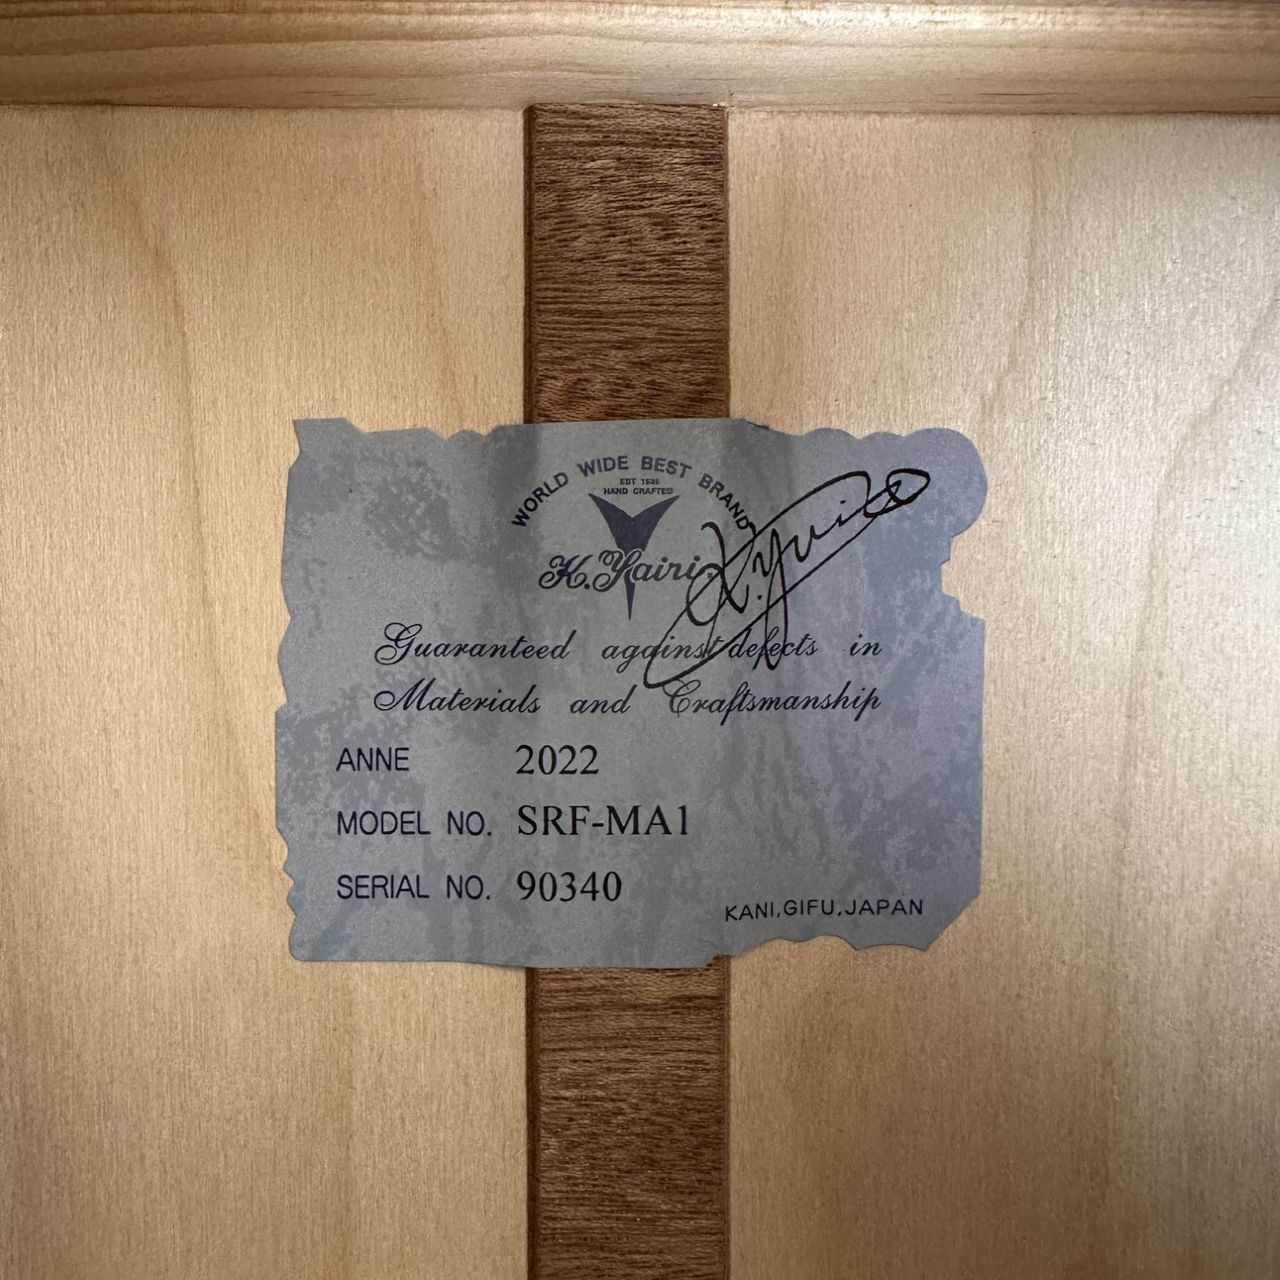 WORLD WIDE BEST BRAND
EST 1935
HAND CRAFTED
K.Yairi
K.Yairi
Guaranteed against defects in
Materials and Craftsmanship
ANNE 2022
MODEL NO. SRF-MA1
SERIAL NO. 90340
KANI,GIFU,JAPAN